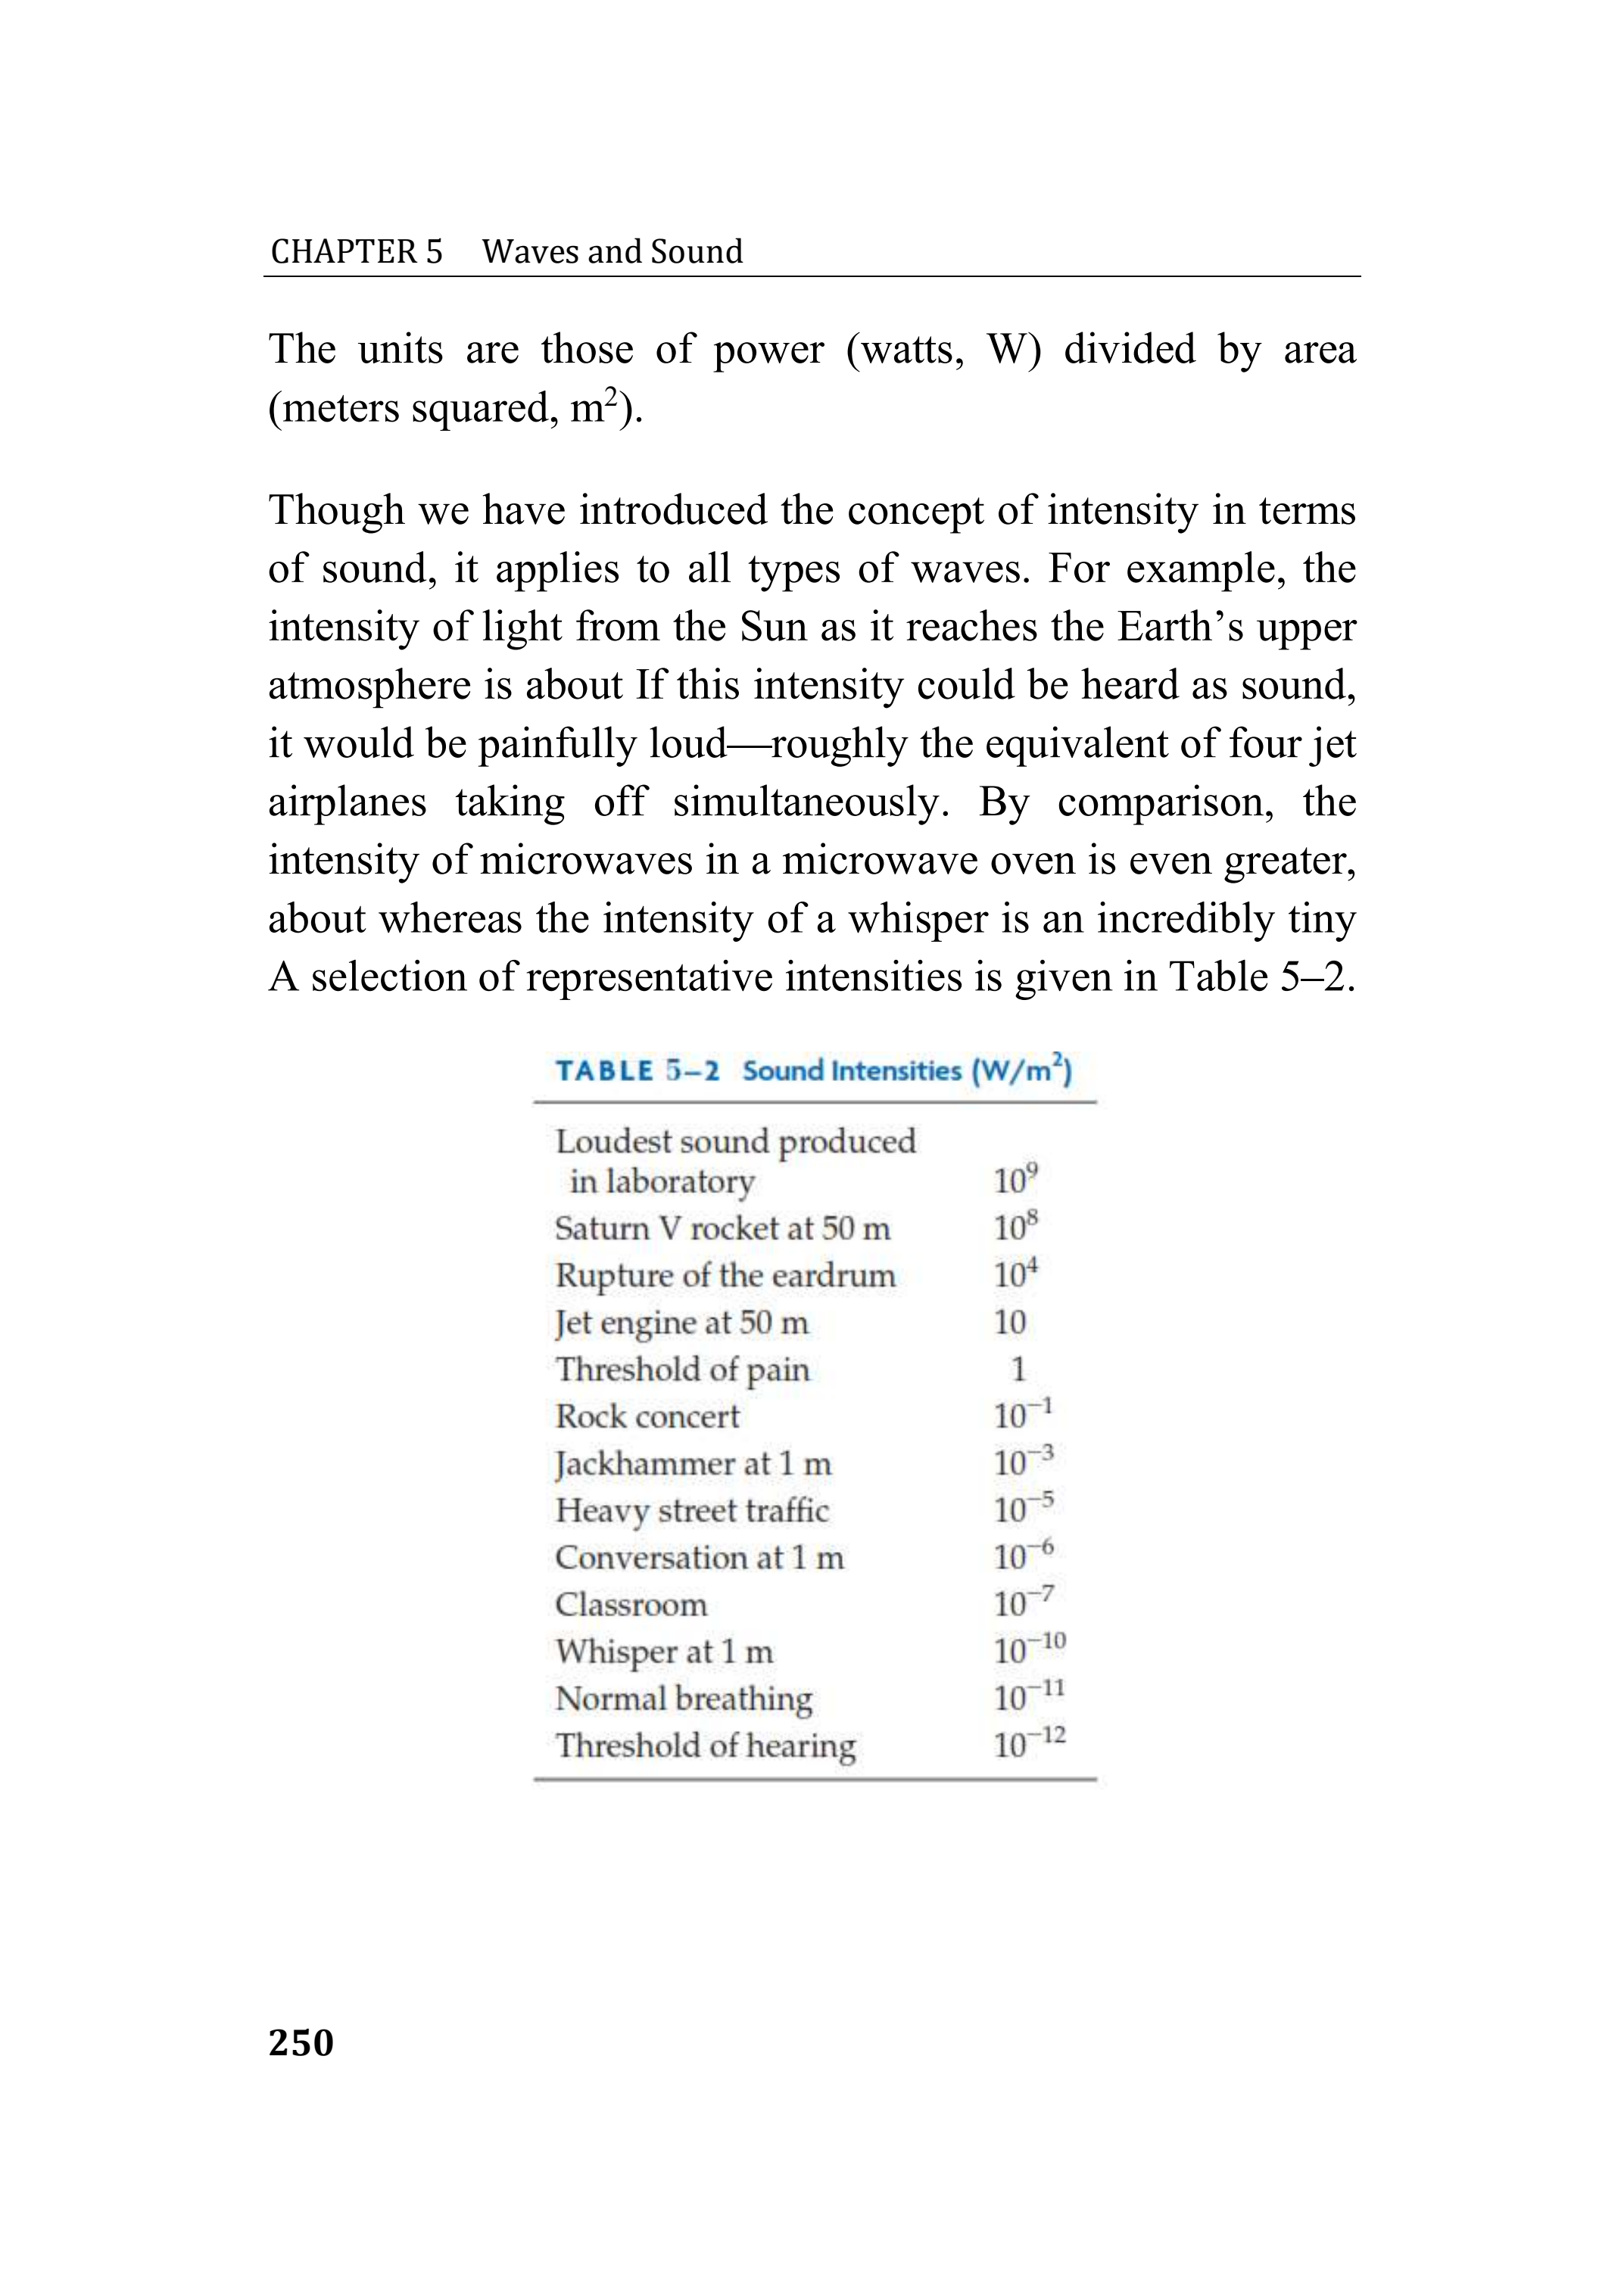 CHAPTER 5 Waves and Sound
The units are those of power (watts, W) divided by area
(meters squared, m²).
Though we have introduced the concept of intensity in terms
of sound, it applies to all types of waves. For example, the
intensity of light from the Sun as it reaches the Earth’s upper
atmosphere is about If this intensity could be heard as sound,
it would be painfully loud—roughly the equivalent of four jet
airplanes taking off simultaneously. By comparison, the
intensity of microwaves in a microwave oven is even greater,
about whereas the intensity of a whisper is an incredibly tiny
A selection of representative intensities is given in Table 5–2.
TABLE 5–2 Sound Intensities (W/m²)
Loudest sound produced
in laboratory 10⁹
Saturn V rocket at 50 m 10⁸
Rupture of the eardrum 10⁴
Jet engine at 50 m 10
Threshold of pain 1
Rock concert 10⁻¹
Jackhammer at 1 m 10⁻³
Heavy street traffic 10⁻⁵
Conversation at 1 m 10⁻⁶
Classroom 10⁻⁷
Whisper at 1 m 10⁻¹⁰
Normal breathing 10⁻¹¹
Threshold of hearing 10⁻¹²
250